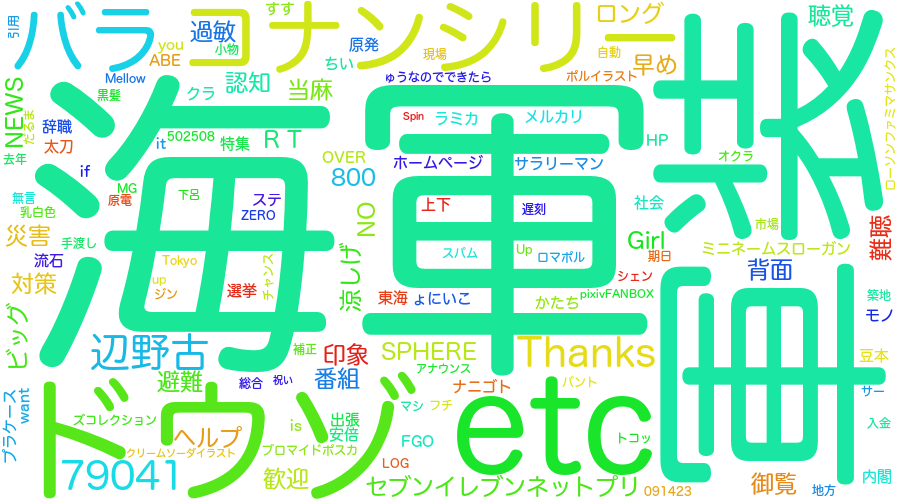 引用
バラ
コナンシリー
ロング
聴覚
過敏
小物
you
ABE
すす
原発
ちい
現場
自動
早め
ポルイラスト
NEWS
だるま
黒髪
Mellow
クラ
認知
当麻
ゅうなのでできたら
海軍
ローソンファミマサンクス
辞職
太刀
去年
it
502508
特集
RT
Spin
ラミカ
メルカリ
HP
オクラ
if
OVER
800
ホームページ
サラリーマン
無言
MG
原電
下呂
ステ
ZERO
NO
上下
遅刻
社会
市場
乳白色
災害
手渡し
流石
対策
Tokyo
up
ジン
選挙
チャンス
涼しげ
東海
ょにいこ
スパム
Up
ロマポル
Girl
期日
シェン
かたち
pixivFANBOX
ミニネームスローガン
難聴
背面
築地
モノ
ビッグ
辺野古
補正
印象
SPHERE
アナウンス
Thanks
豆本
プラケース
want
避難
総合
祝い
番組
ナニゴト
パント
サー
ドウゾ
etc
ズコレクション
is
出張
安倍
マシ
フチ
トコッ
入金
ヘルプ
クリームソーダイラスト
ブロマイドポスカ
FGO
79041
歓迎
LOG
セブンイレブンネットプリ
091423
御覧
内閣
地方